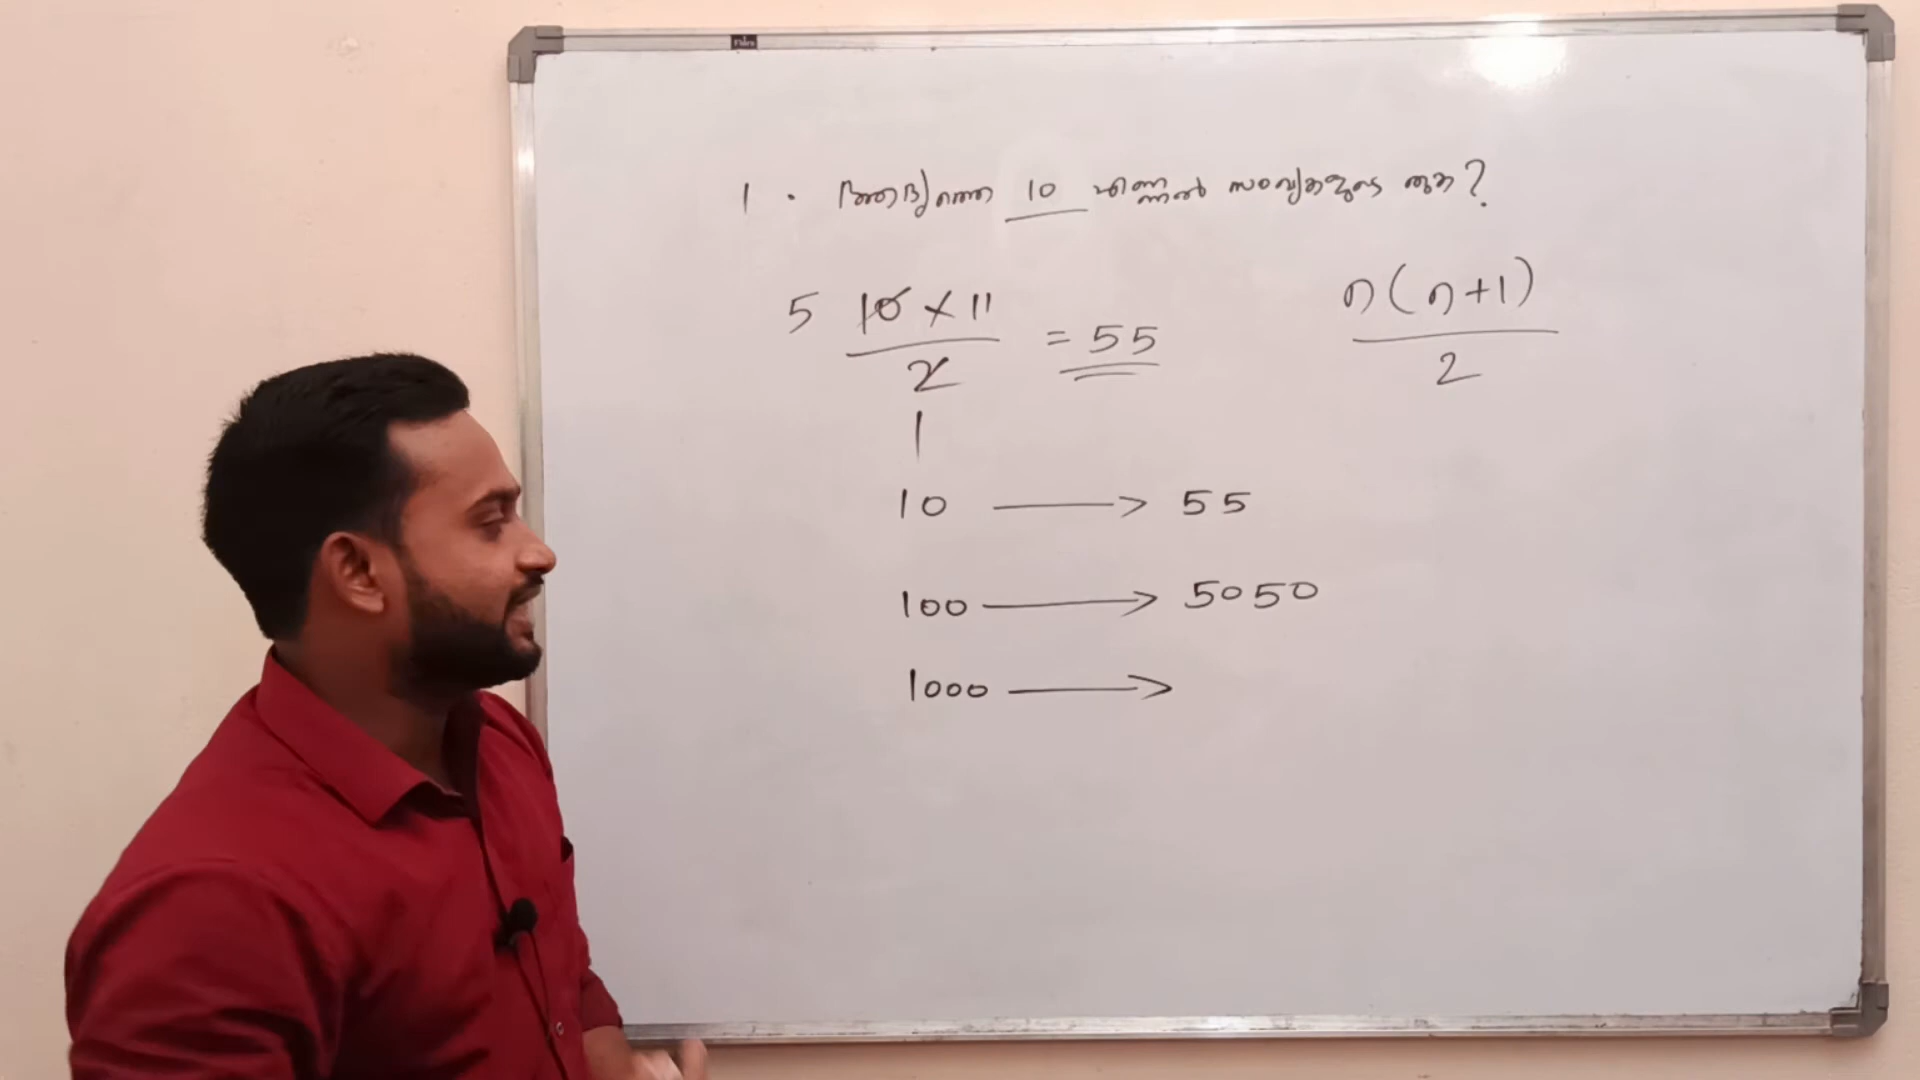 1. ആദ്യത്തെ 10 എണ്ണൽ സംഖ്യകളുടെ തുക?
5 10 × 11 / 2 = 55
n(n+1) / 2
1
10 → 55
100 → 5050
1000 →